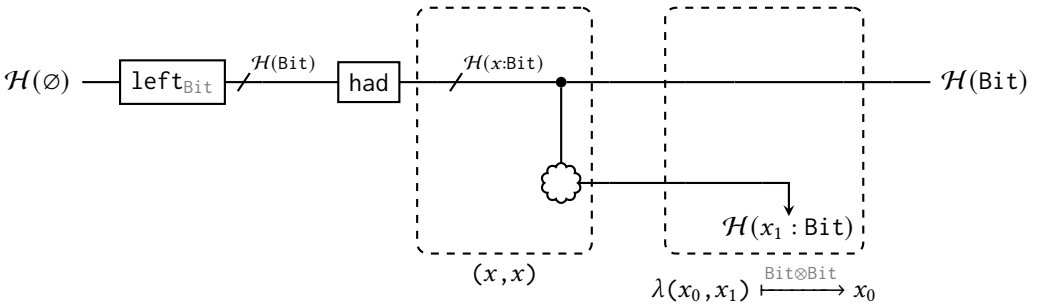 ℋ(∅) left_Bit ℋ(Bit) had ℋ(x:Bit) ℋ(Bit)
ℋ(x₁ : Bit)
(x, x)
λ(x₀, x₁) ⟼^{Bit⊗Bit} x₀